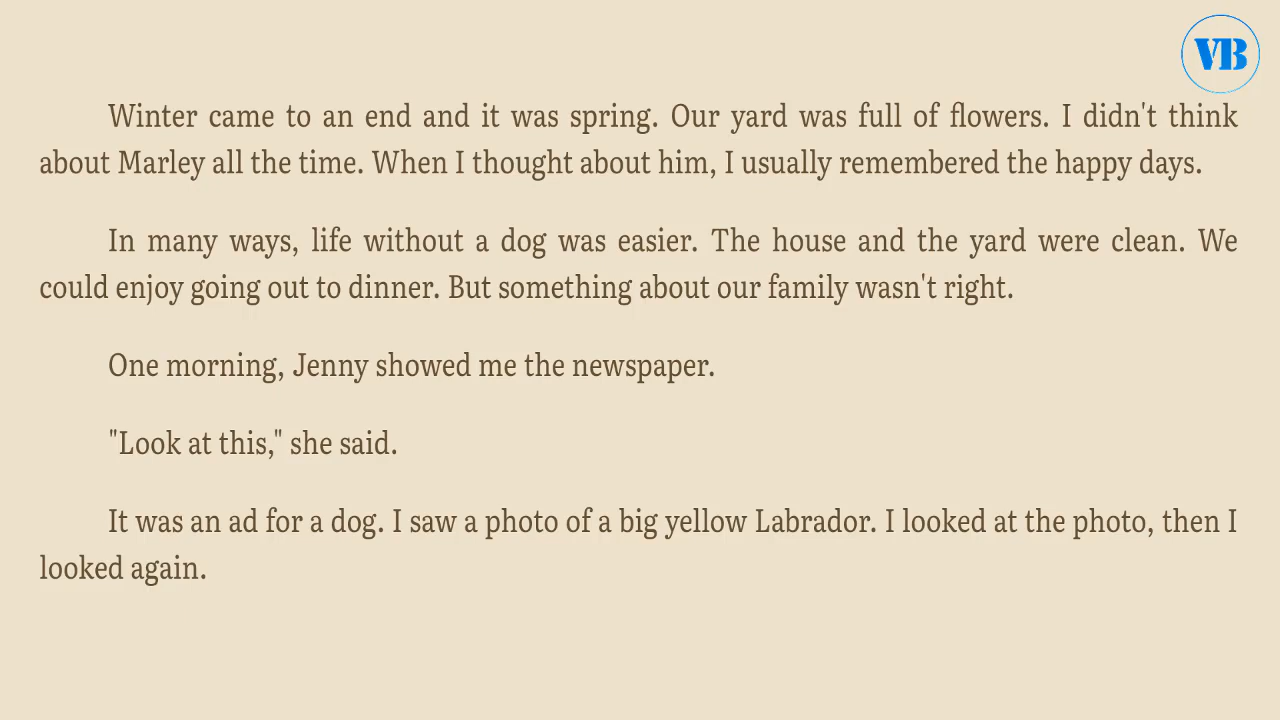 VB
Winter came to an end and it was spring. Our yard was full of flowers. I didn't think
about Marley all the time. When I thought about him, I usually remembered the happy days.
In many ways, life without a dog was easier. The house and the yard were clean. We
could enjoy going out to dinner. But something about our family wasn't right.
One morning, Jenny showed me the newspaper.
"Look at this," she said.
It was an ad for a dog. I saw a photo of a big yellow Labrador. I looked at the photo, then I
looked again.